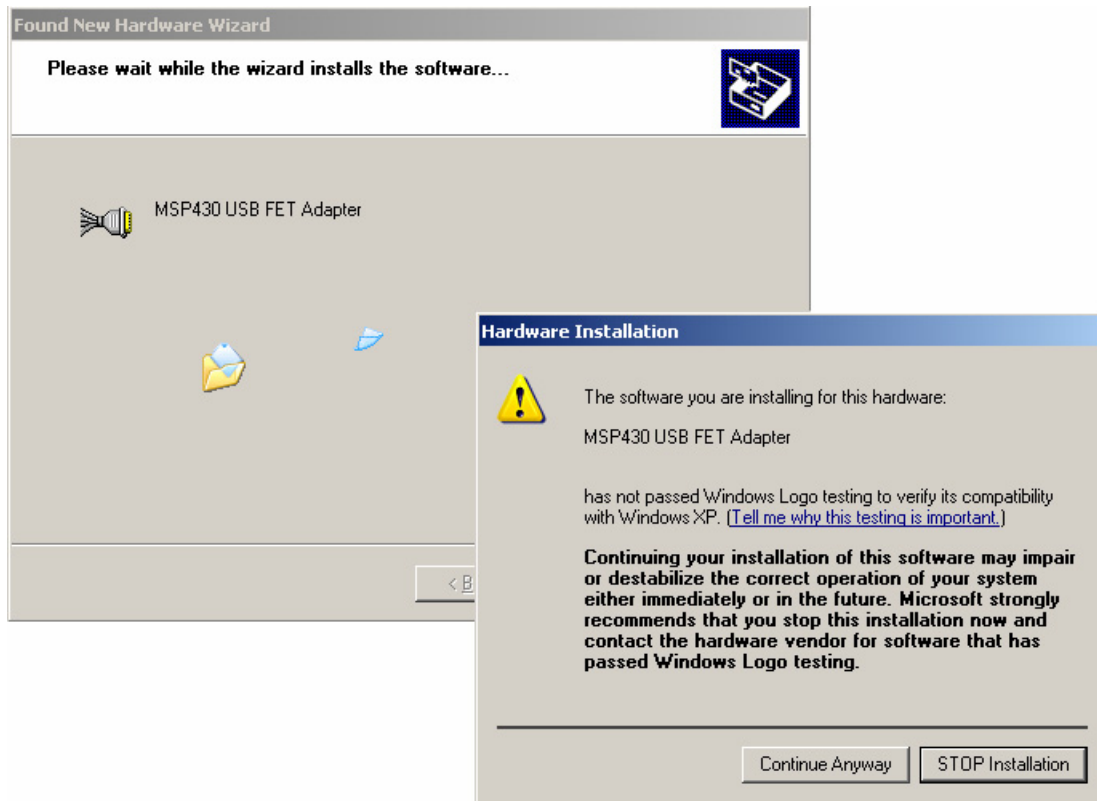 Found New Hardware Wizard
Please wait while the wizard installs the software...
MSP430 USB FET Adapter
< B
Hardware Installation
The software you are installing for this hardware:
MSP430 USB FET Adapter
has not passed Windows Logo testing to verify its compatibility
with Windows XP. (Tell me why this testing is important.)
Continuing your installation of this software may impair
or destabilize the correct operation of your system
either immediately or in the future. Microsoft strongly
recommends that you stop this installation now and
contact the hardware vendor for software that has
passed Windows Logo testing.
Continue Anyway
STOP Installation